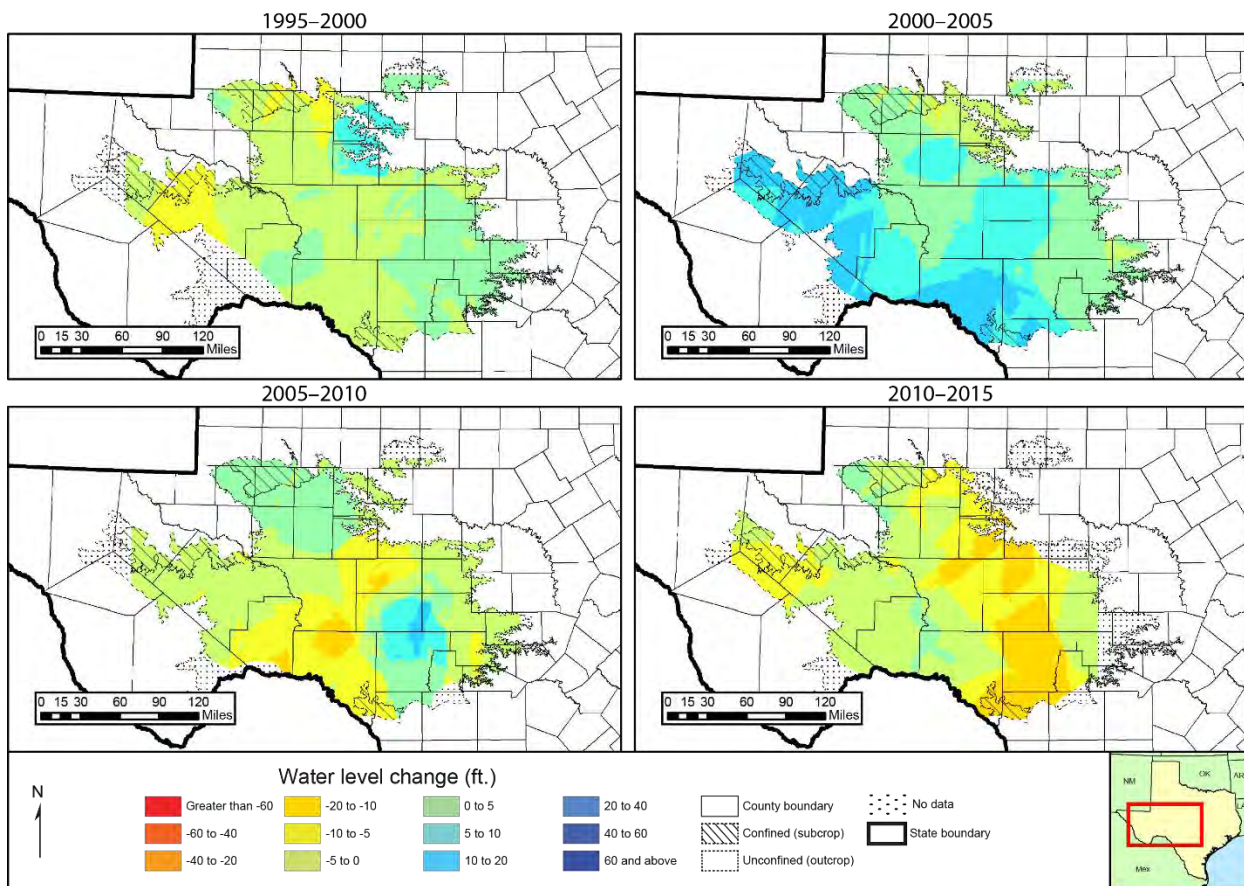 1995–2000
2000–2005
0 15 30 60 90 120
Miles
0 15 30 60 90 120
Miles
2005–2010
2010–2015
0 15 30 60 90 120
Miles
0 15 30 60 90 120
Miles
N
Water level change (ft.)
Greater than -60
-60 to -40
-40 to -20
-20 to -10
-10 to -5
-5 to 0
0 to 5
5 to 10
10 to 20
20 to 40
40 to 60
60 and above
County boundary
Confined (subcrop)
Unconfined (outcrop)
No data
State boundary
NM
OK
AR
Mex